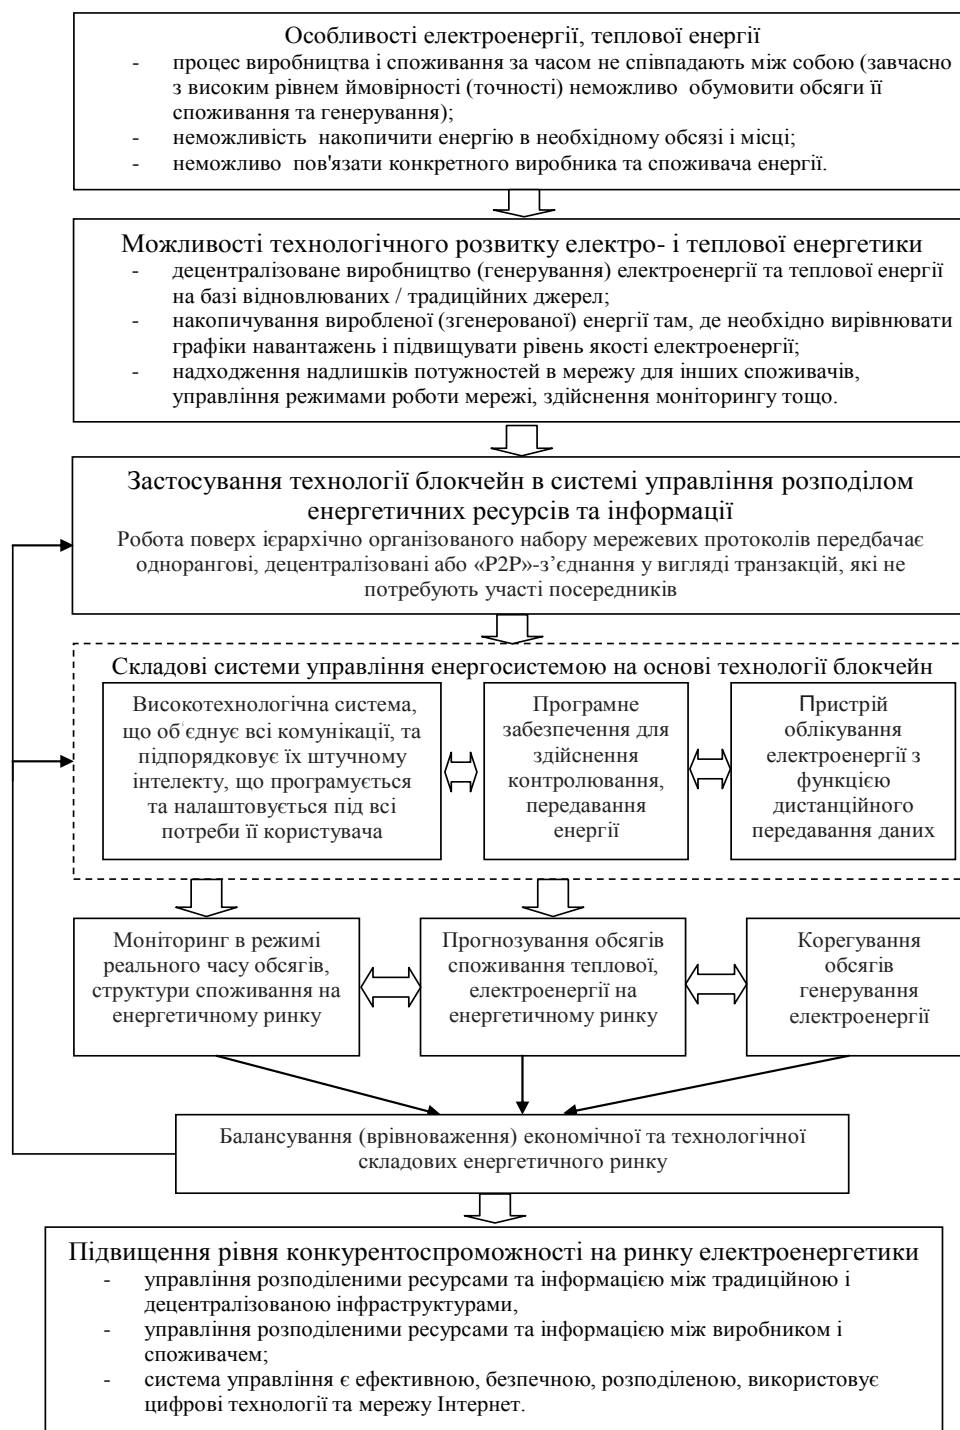 Особливості електроенергії, теплової енергії
- процес виробництва і споживання за часом не співпадають між собою (завчасно
з високим рівнем ймовірності (точності) неможливо обумовити обсяги її
споживання та генерування);
- неможливість накопичити енергію в необхідному обсязі і місці;
- неможливо пов'язати конкретного виробника та споживача енергії.
Можливості технологічного розвитку електро- і теплової енергетики
- децентралізоване виробництво (генерування) електроенергії та теплової енергії
на базі відновлюваних / традиційних джерел;
- накопичування виробленої (згенерованої) енергії там, де необхідно вирівнювати
графіки навантажень і підвищувати рівень якості електроенергії;
- надходження надлишків потужностей в мережу для інших споживачів,
управління режимами роботи мережі, здійснення моніторингу тощо.
Застосування технології блокчейн в системі управління розподілом
енергетичних ресурсів та інформації
Робота поверх ієрархічно організованого набору мережевих протоколів передбачає
однорангові, децентралізовані або «P2P»-з’єднання у вигляді транзакцій, які не
потребують участі посередників
Складові системи управління енергосистемою на основі технології блокчейн
Високотехнологічна система,
що об‘єднує всі комунікації, та
підпорядковує їх штучному
інтелекту, що програмується
та налаштовується під всі
потреби її користувача
Програмне
забезпечення для
здійснення
контролювання,
передавання
енергії
Пристрій
облікування
електроенергії з
функцією
дистанційного
передавання даних
Моніторинг в режимі
реального часу обсягів,
структури споживання на
енергетичному ринку
Прогнозування обсягів
споживання теплової,
електроенергії на
енергетичному ринку
Корегування
обсягів
генерування
електроенергії
Балансування (врівноваження) економічної та технологічної
складових енергетичного ринку
Підвищення рівня конкурентоспроможності на ринку електроенергетики
- управління розподіленими ресурсами та інформацією між традиційною і
децентралізованою інфраструктурами,
- управління розподіленими ресурсами та інформацією між виробником і
споживачем;
- система управління є ефективною, безпечною, розподіленою, використовує
цифрові технології та мережу Інтернет.